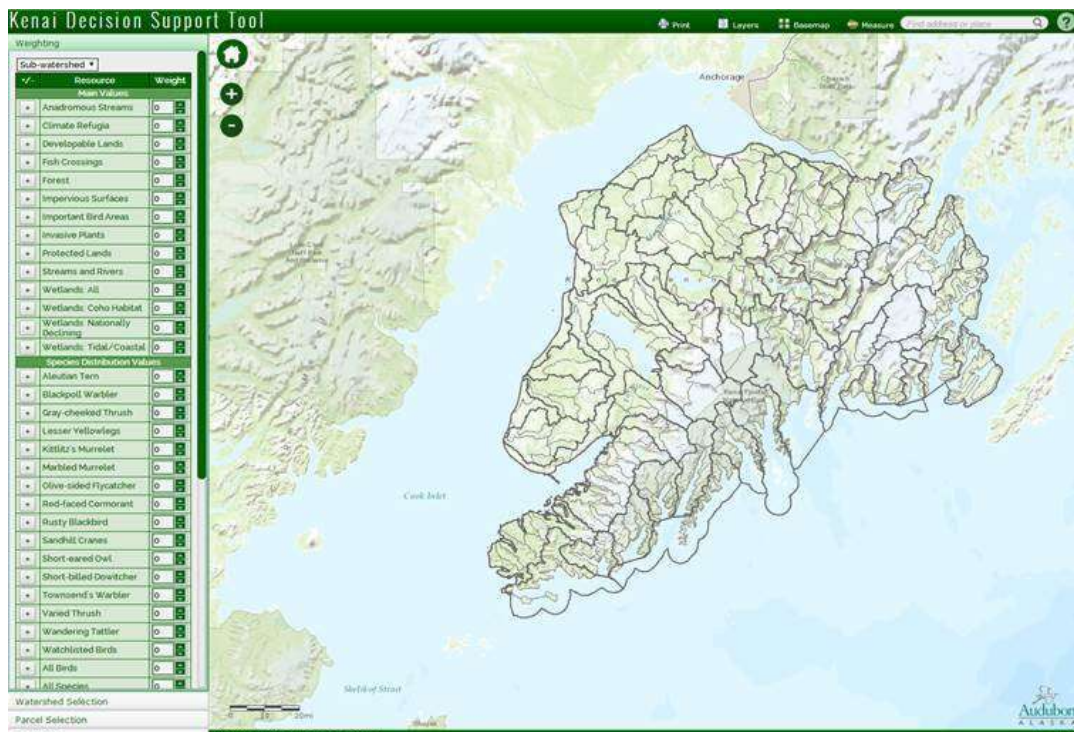 Kenai Decision Support Tool
Print Layers Basemap Measure Find address or place ?
Weighting
Sub-watershed
+/- Resource Weight
Main Values
+ Anadromous Streams 0
+ Climate Refugia 0
+ Developable Lands 0
+ Fish Crossings 0
+ Forest 0
+ Impervious Surfaces 0
+ Important Bird Areas 0
+ Invasive Plants 0
+ Protected Lands 0
+ Streams and Rivers 0
+ Wetlands: All 0
+ Wetlands: Coho Habitat 0
+ Wetlands: Nationally
Declining 0
+ Wetlands: Tidal/Coastal 0
Species Distribution Values
+ Aleutian Tern 0
+ Blackpoll Warbler 0
+ Gray-cheeked Thrush 0
+ Lesser Yellowlegs 0
+ Kittlitz's Murrelet 0
+ Marbled Murrelet 0
+ Olive-sided Flycatcher 0
+ Red-faced Cormorant 0
+ Rusty Blackbird 0
+ Sandhill Cranes 0
+ Short-eared Owl 0
+ Short-billed Dowitcher 0
+ Townsend's Warbler 0
+ Varied Thrush 0
+ Wandering Tattler 0
+ Watchlisted Birds 0
+ All Birds 0
+ All Species 0
Watershed Selection
Parcel Selection
+
-
Anchorage
Cook Inlet
Shelikof Strait
0 20mi
Audubon
ALASKA